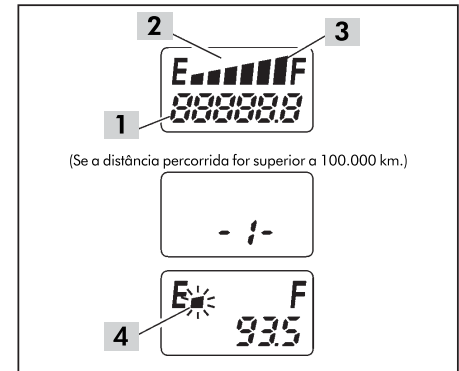 2 3
E F
88888.8
1
(Se a distância percorrida for superior a 100.000 km.)
- 1 -
E F
93.5
4